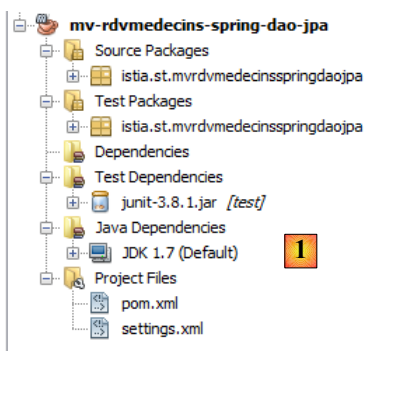 mv-rdvmedecins-spring-dao-jpa
Source Packages
istia.st.mvrdvmedecinsspringdaojpa
Test Packages
istia.st.mvrdvmedecinsspringdaojpa
Dependencies
Test Dependencies
junit-3.8.1.jar [test]
Java Dependencies
JDK 1.7 (Default) 1
Project Files
pom.xml
settings.xml